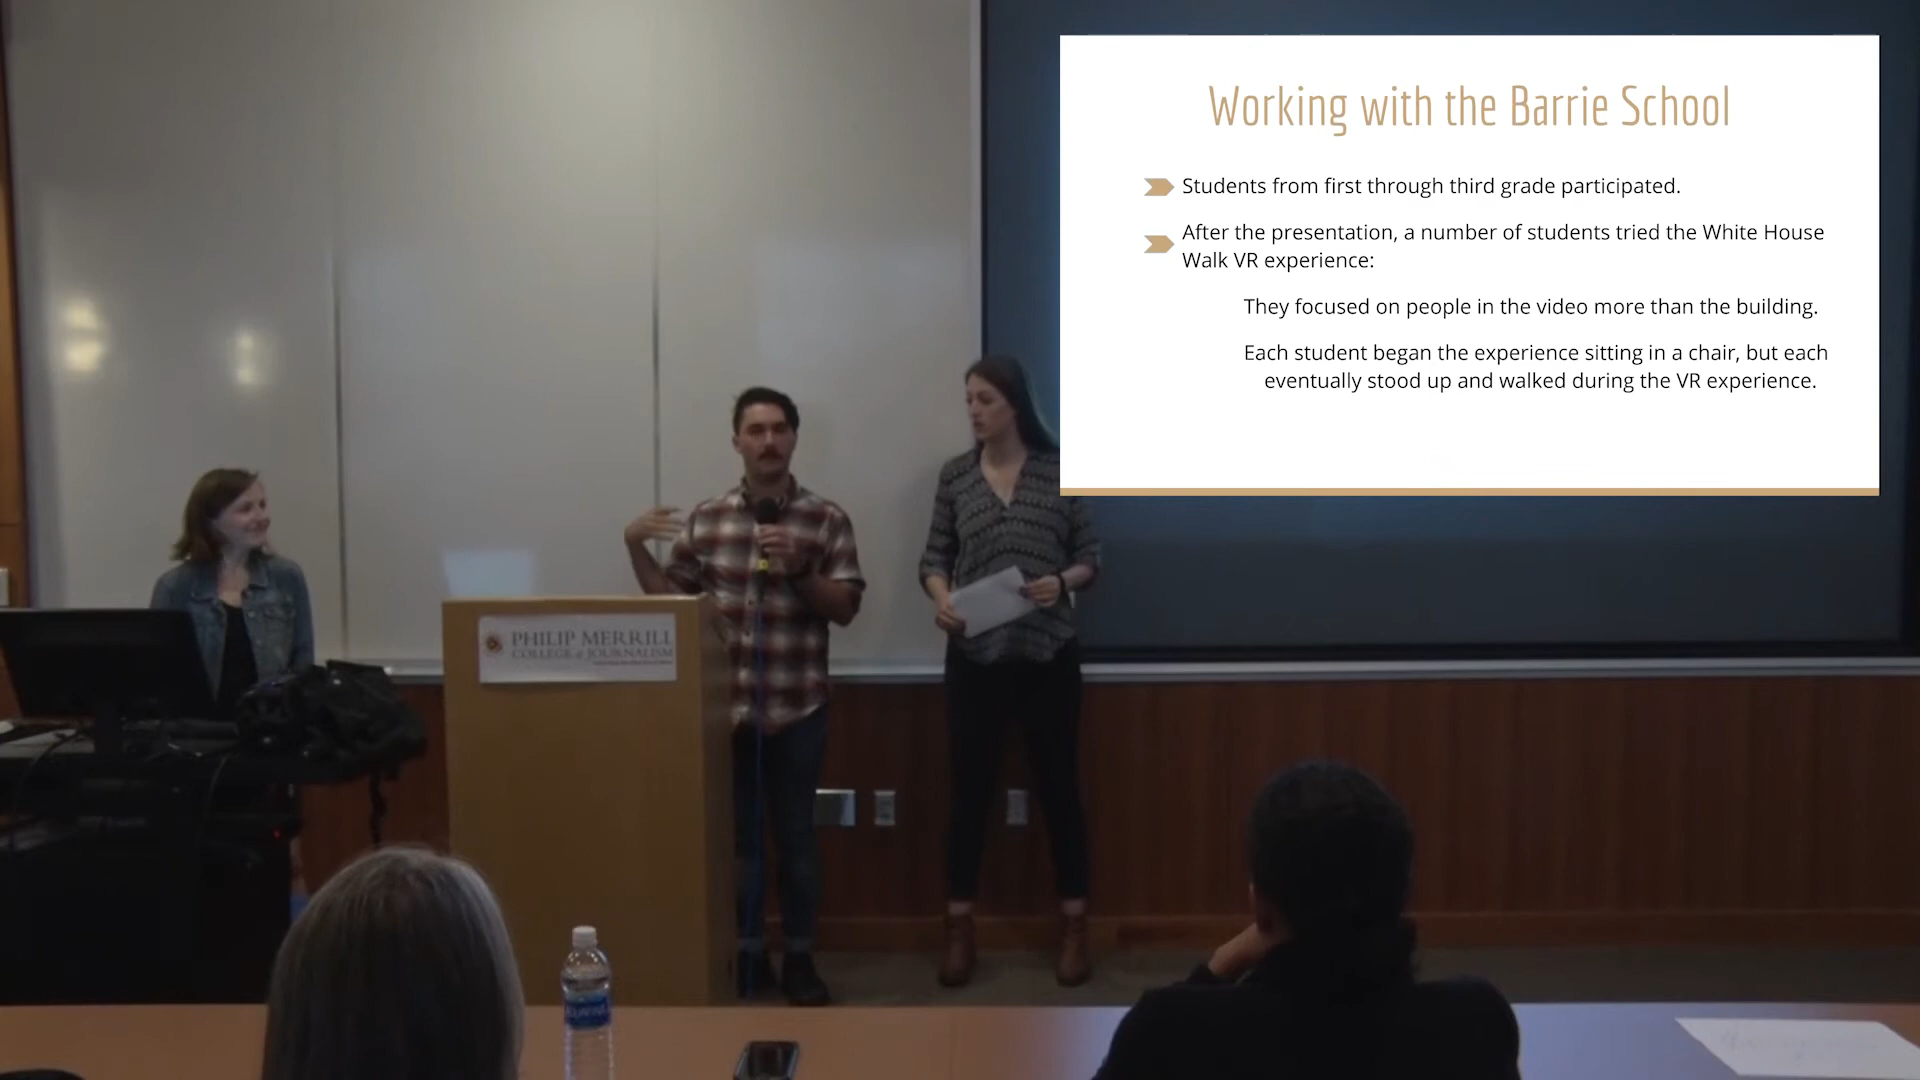 Working with the Barrie School
Students from first through third grade participated.
After the presentation, a number of students tried the White House
Walk VR experience:
They focused on people in the video more than the building.
Each student began the experience sitting in a chair, but each
eventually stood up and walked during the VR experience.
PHILIP MERRILL
COLLEGE of JOURNALISM